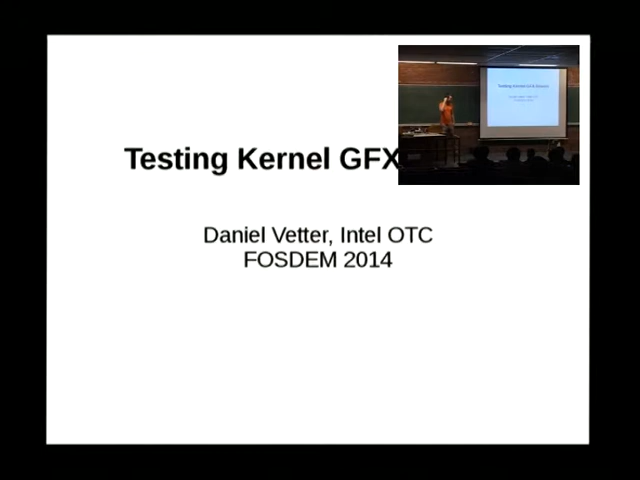 Testing Kernel GFX
Daniel Vetter, Intel OTC
FOSDEM 2014